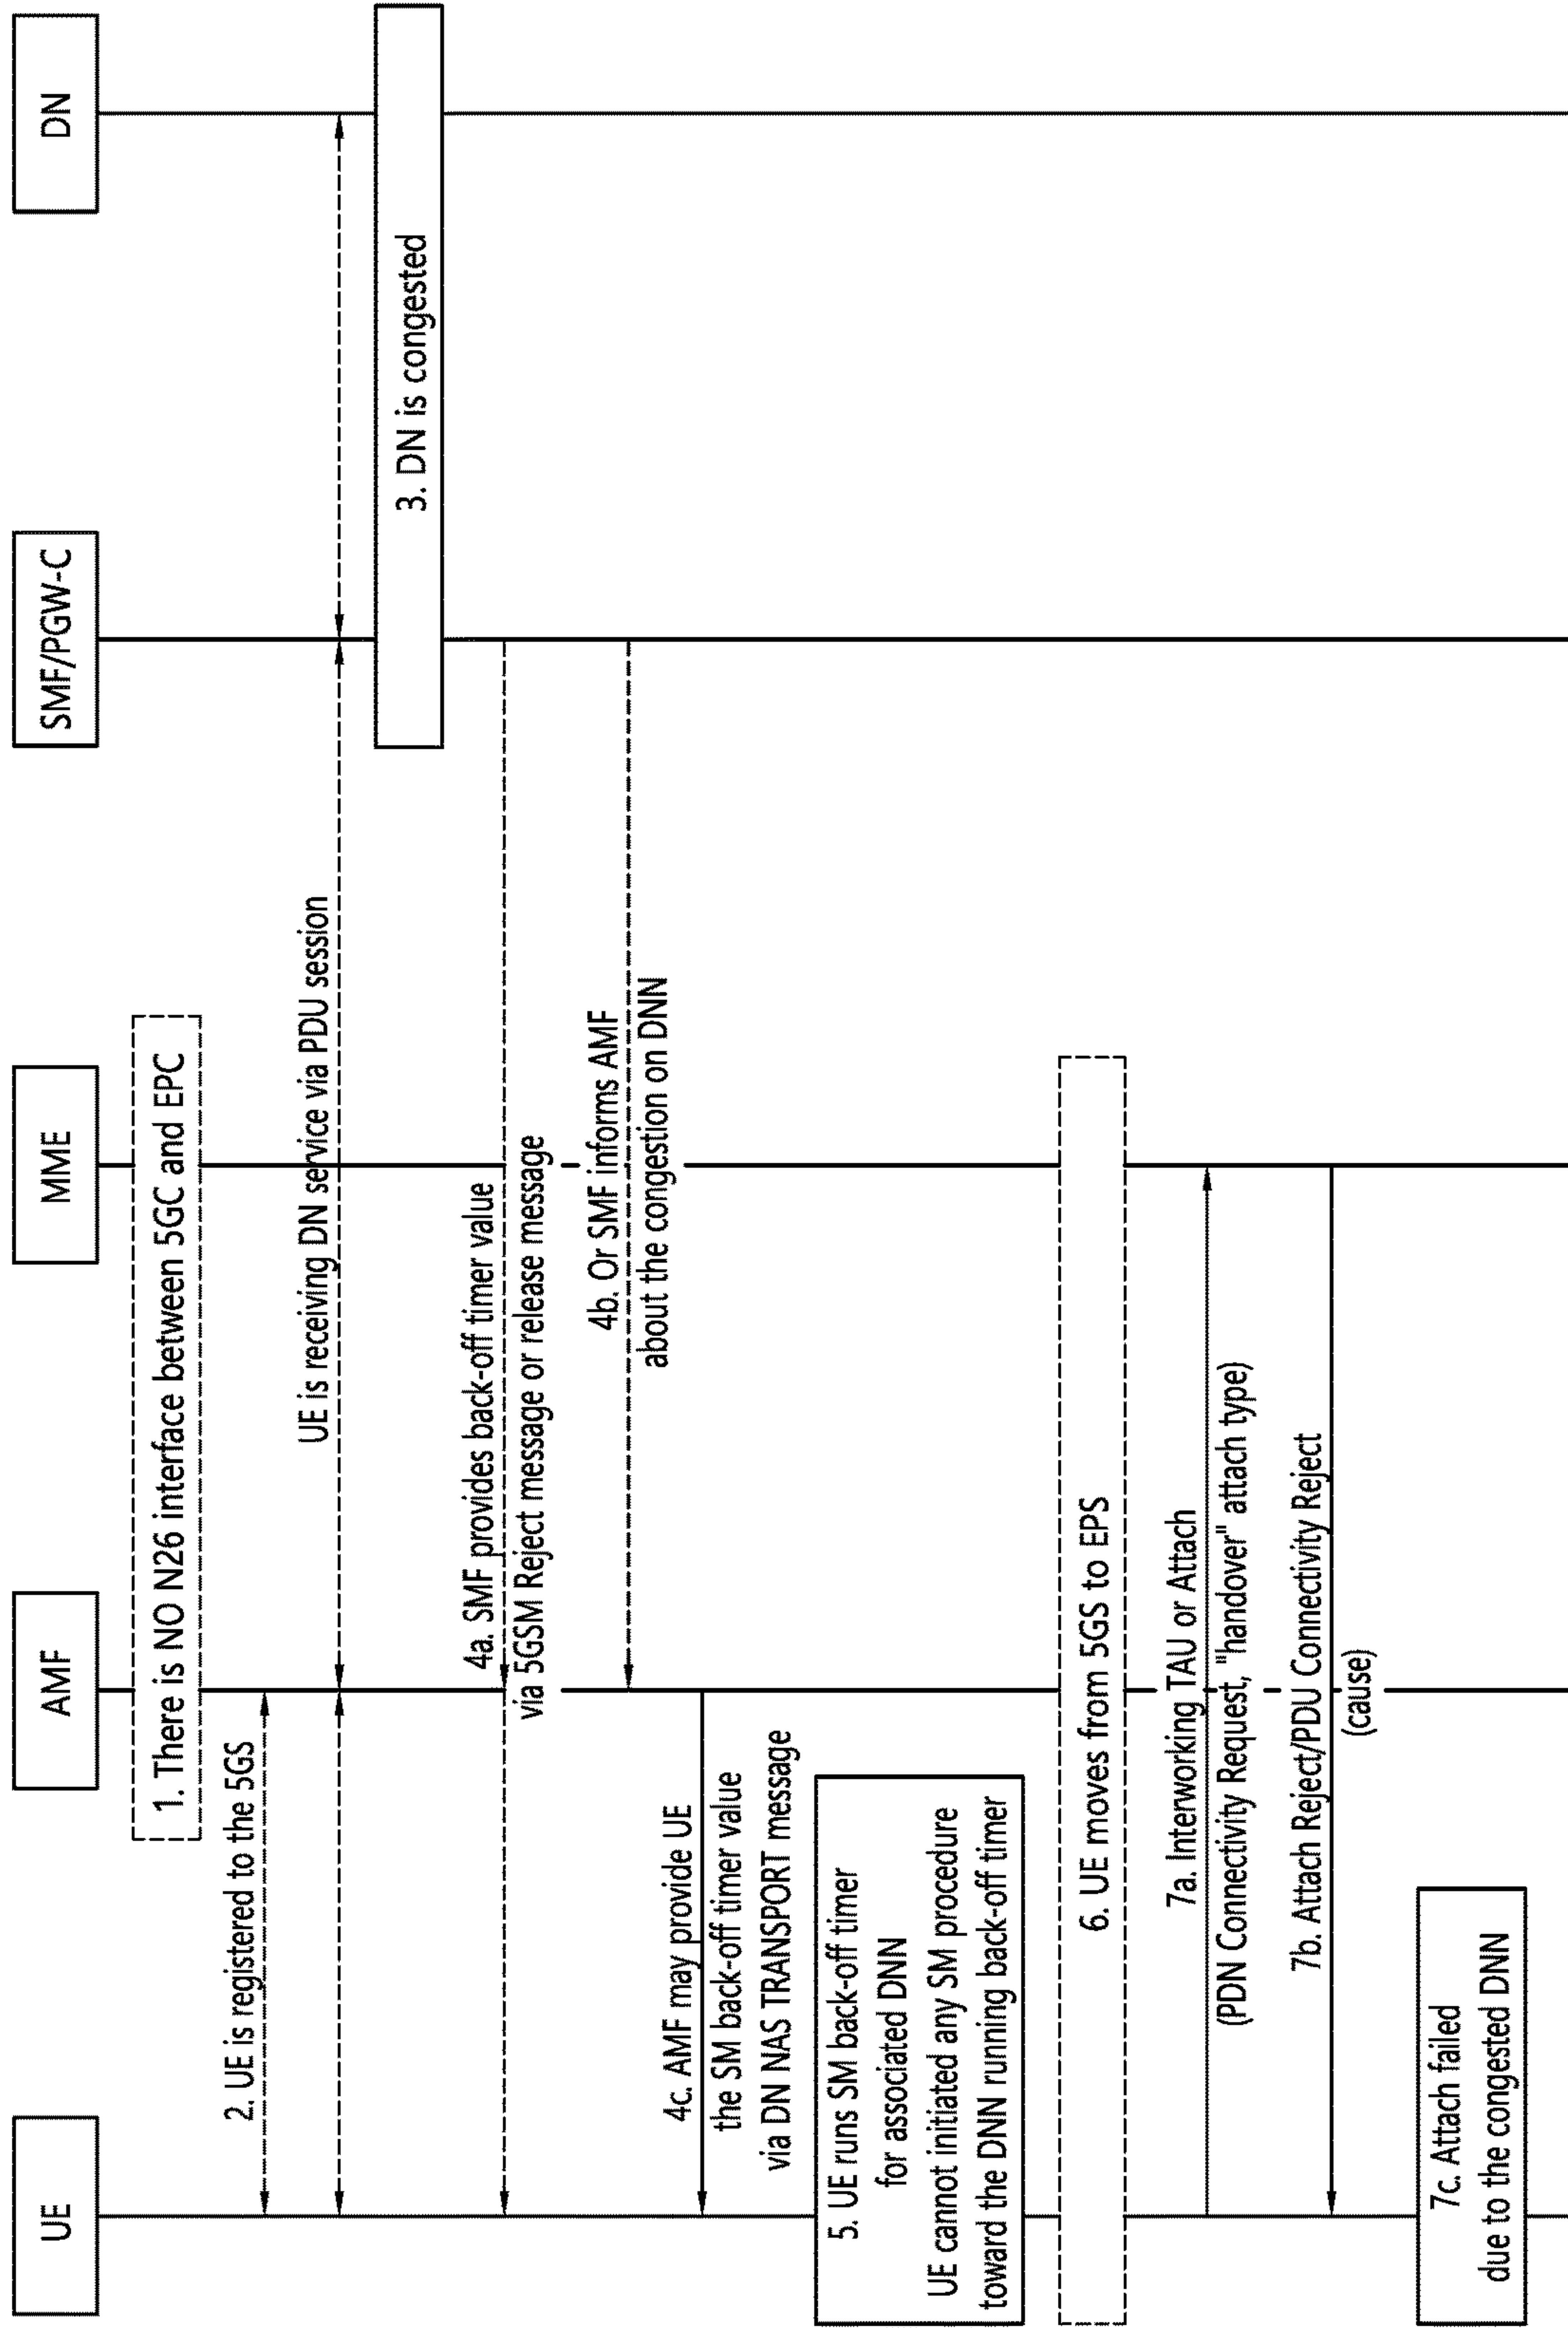 UE
AMF
MME
SMF/PGW-C
DN
1. There is NO N26 interface between 5GC and EPC
2. UE is registered to the 5GS
UE is receiving DN service via PDU session
3. DN is congested
4a. SMF provides back-off timer value
via 5GSM Reject message or release message
4b. Or SMF informs AMF
about the congestion on DNN
4c. AMF may provide UE
the SM back-off timer value
via DN NAS TRANSPORT message
5. UE runs SM back-off timer
for associated DNN
UE cannot initiated any SM procedure
toward the DNN running back-off timer
6. UE moves from 5GS to EPS
7a. Interworking TAU or Attach
(PDN Connectivity Request, "handover" attach type)
7b. Attach Reject/PDU Connectivity Reject
(cause)
7c. Attach failed
due to the congested DNN